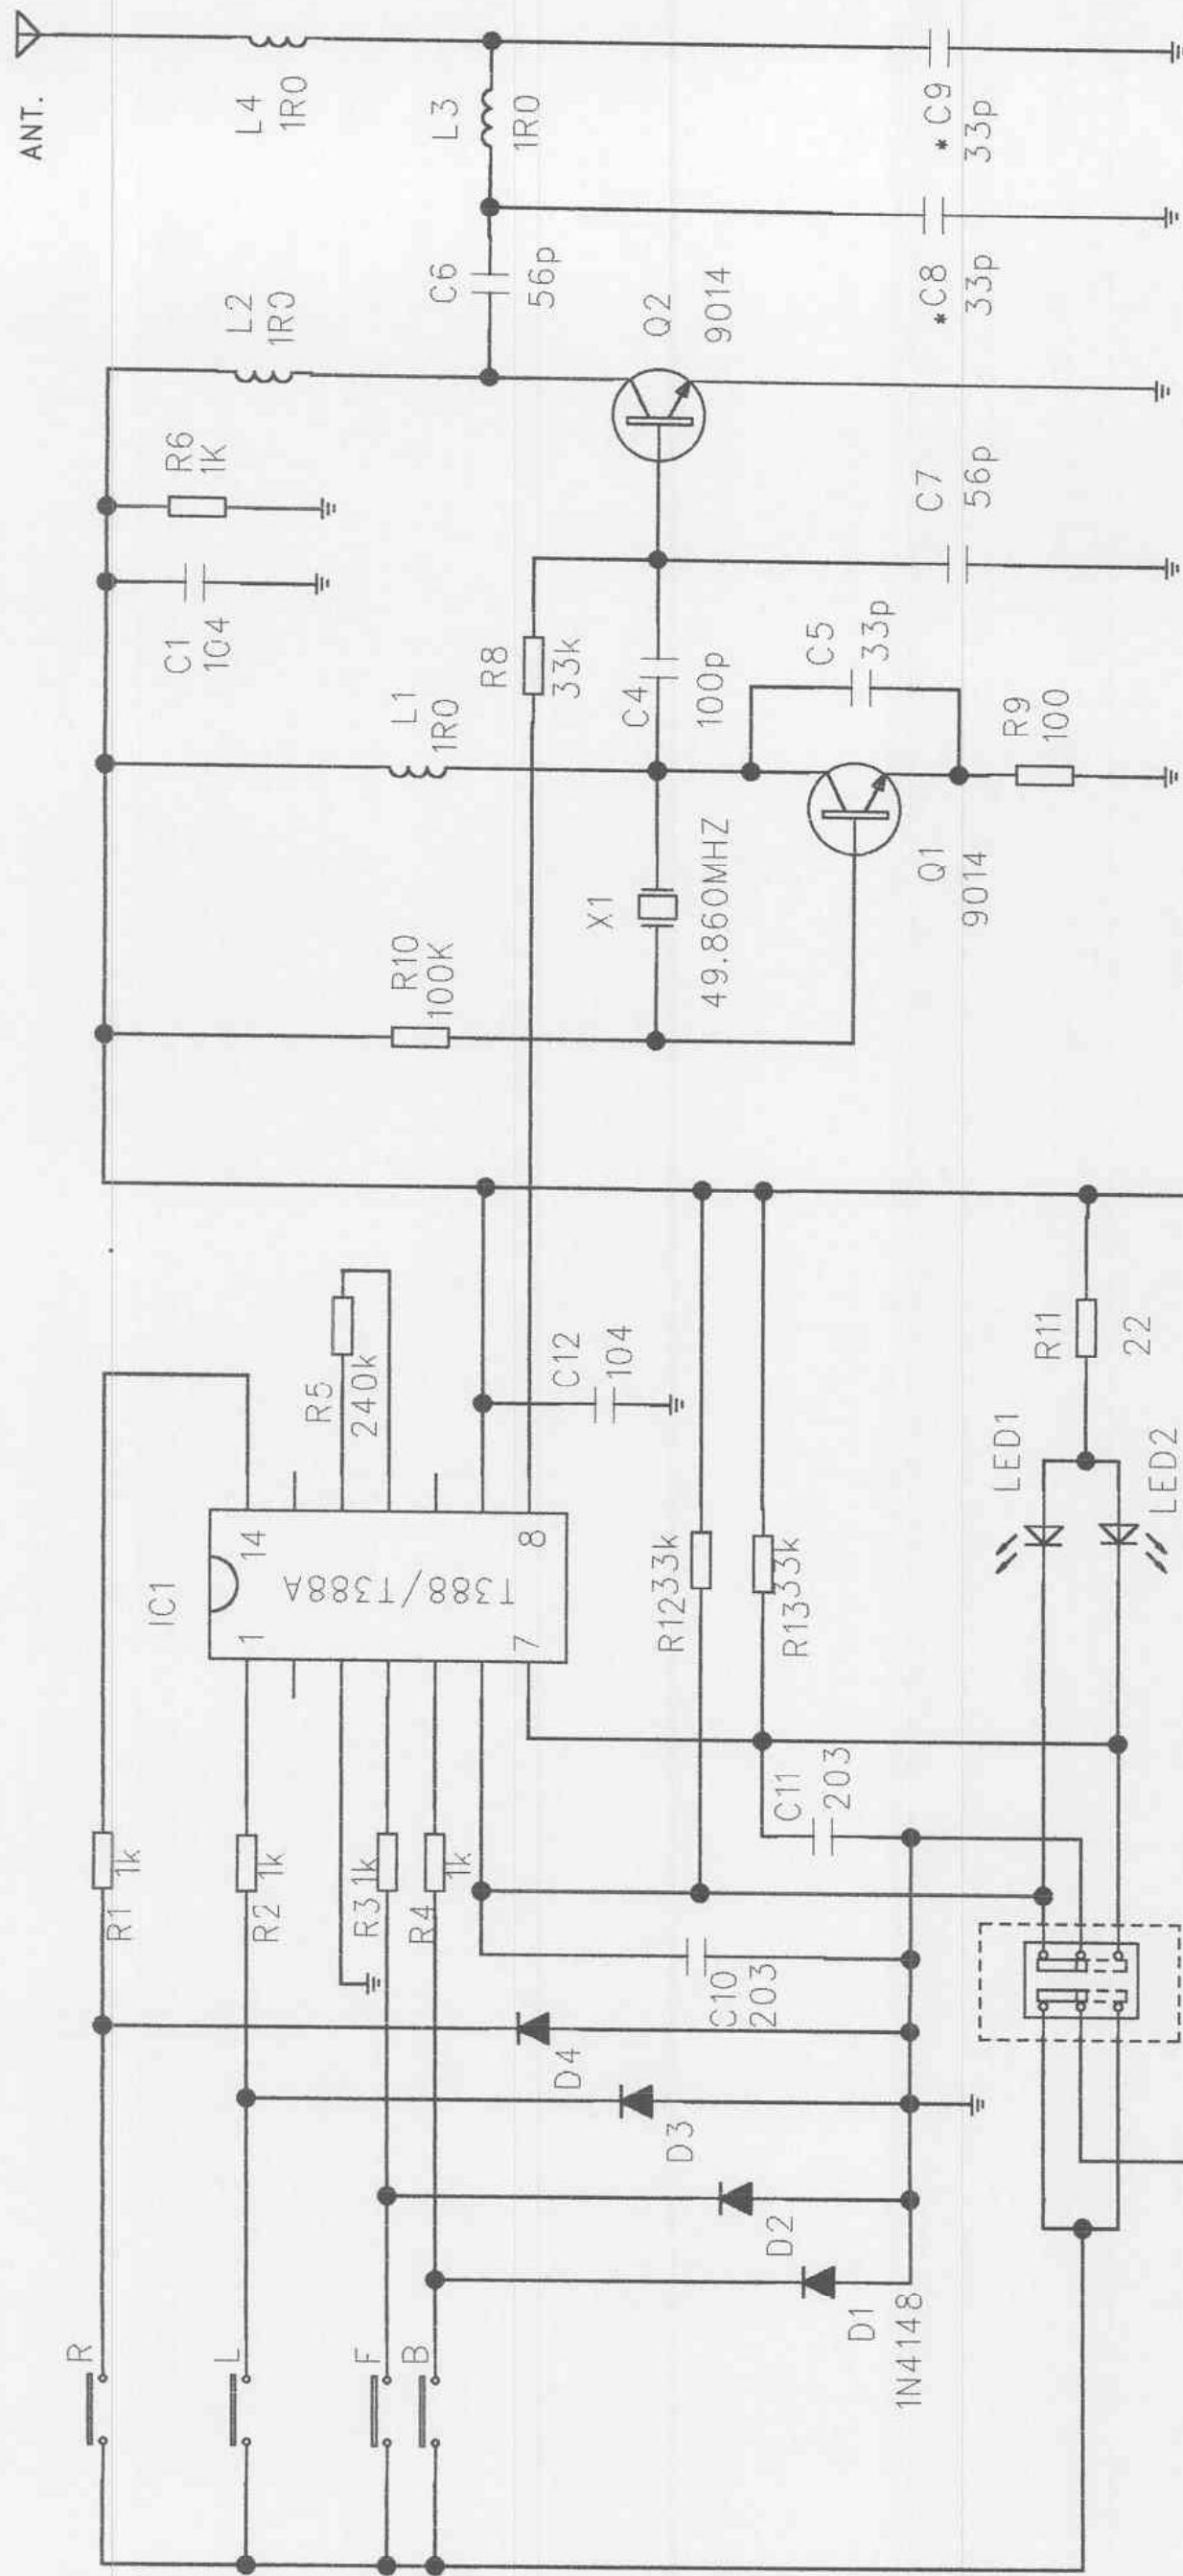 ANT.
L4
1R0
L3
1R0
*C9
33p
L2
1R0
C6
56p
Q2
9014
*C8
33p
R6
1K
C1
104
C7
56p
L1
1R0
R8
33k
C4
100p
C5
33p
R9
100
R10
100K
X1
49.860MHZ
Q1
9014
R5
240k
C12
104
R11
22
LED1
LED2
IC1
14
8
T388/T388A
1
7
R12
33k
R13
33k
C11
203
C10
203
R1
1k
R2
1k
R3
1k
R4
1k
D4
D3
D2
D1
1N4148
R
L
F
B